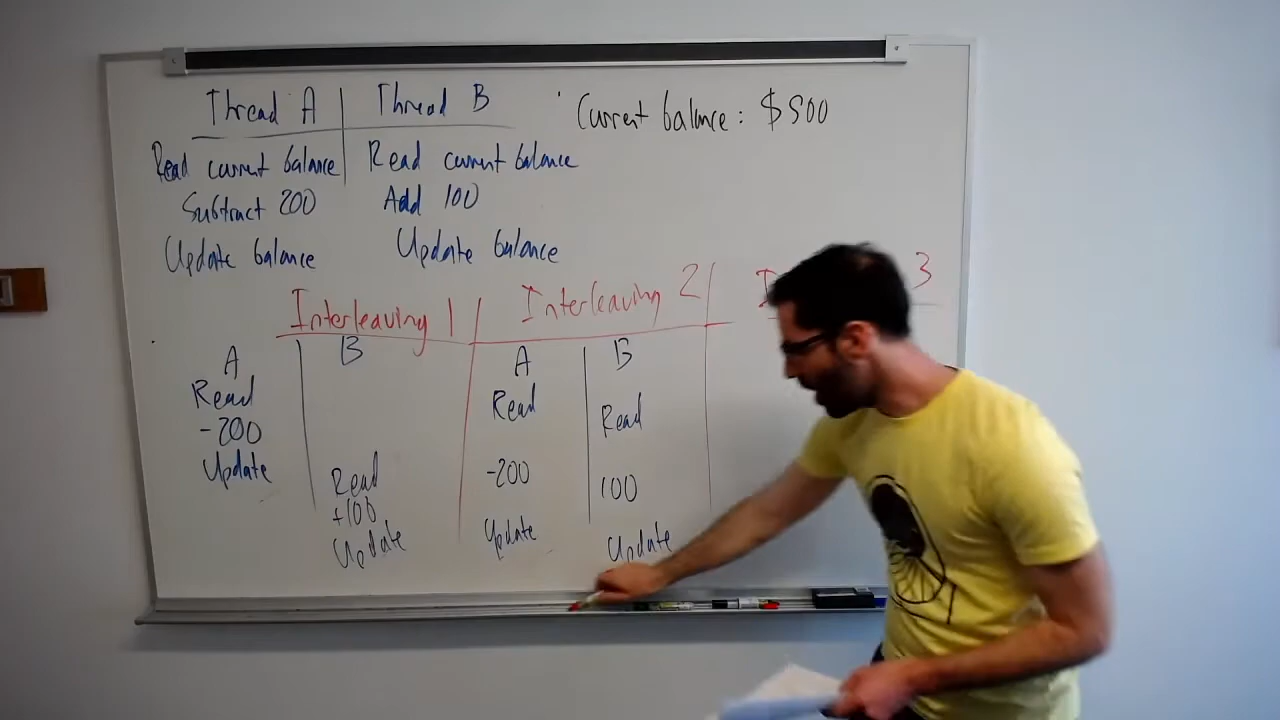 Thread A Thread B
Current balance: $500
Read current balance Read current balance
Subtract 200 Add 100
Update balance Update balance
Interleaving 1 Interleaving 2 3
A B A B
Read Read Read
-200
Update Read -200 100
+100
Update Update Update